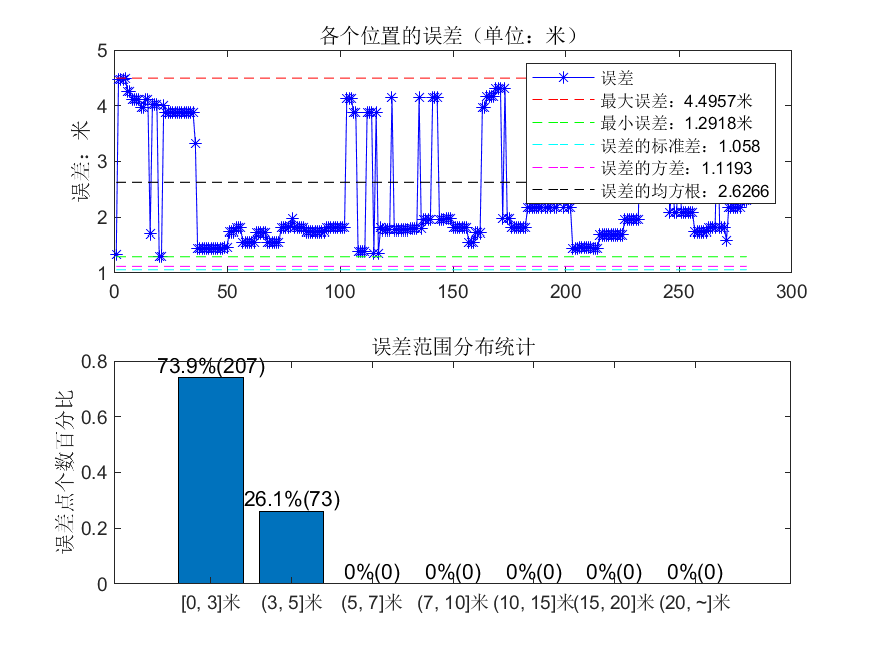 各个位置的误差（单位：米）
误差：米
5
4
3
2
1
0
50
100
150
200
250
300
误差
最大误差：4.4957米
最小误差：1.2918米
误差的标准差：1.058
误差的方差：1.1193
误差的均方根：2.6266
误差范围分布统计
误差点个数百分比
0.8
0.6
0.4
0.2
0
73.9%(207)
26.1%(73)
0%(0)
0%(0)
0%(0)
0%(0)
0%(0)
[0, 3]米
(3, 5]米
(5, 7]米
(7, 10]米
(10, 15]米
(15, 20]米
(20, ~]米